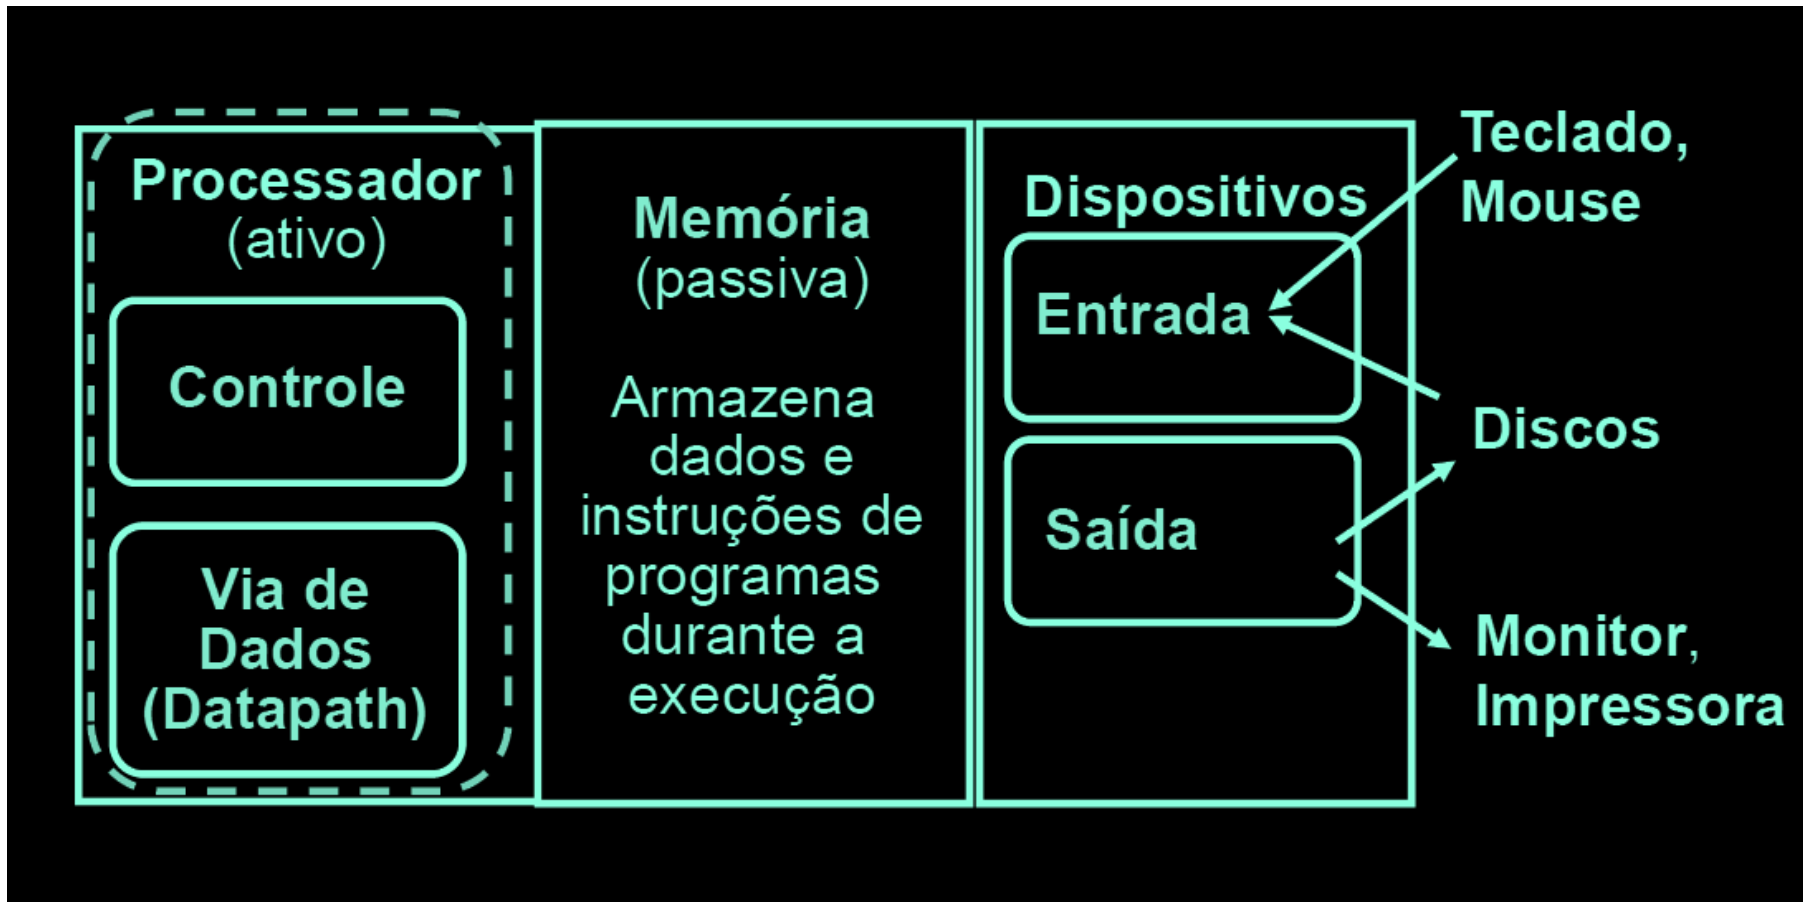 Processador
(ativo)
Controle
Via de
Dados
(Datapath)
Memória
(passiva)
Armazena
dados e
instruções de
programas
durante a
execução
Dispositivos
Entrada
Saída
Teclado,
Mouse
Discos
Monitor,
Impressora